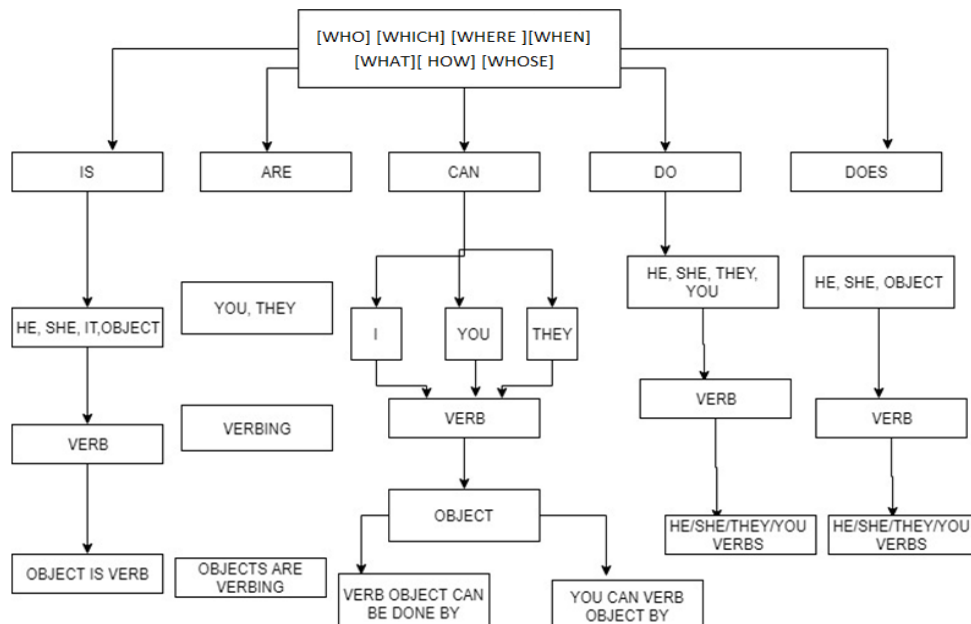 [WHO] [WHICH] [WHERE ][WHEN]
[WHAT][ HOW] [WHOSE]
IS
ARE
CAN
DO
DOES
HE, SHE, THEY,
YOU
HE, SHE, OBJECT
YOU, THEY
HE, SHE, IT,OBJECT
I
YOU
THEY
VERB
VERB
VERBING
VERB
VERB
OBJECT
HE/SHE/THEY/YOU
VERBS
HE/SHE/THEY/YOU
VERBS
OBJECT IS VERB
OBJECTS ARE
VERBING
VERB OBJECT CAN
BE DONE BY
YOU CAN VERB
OBJECT BY